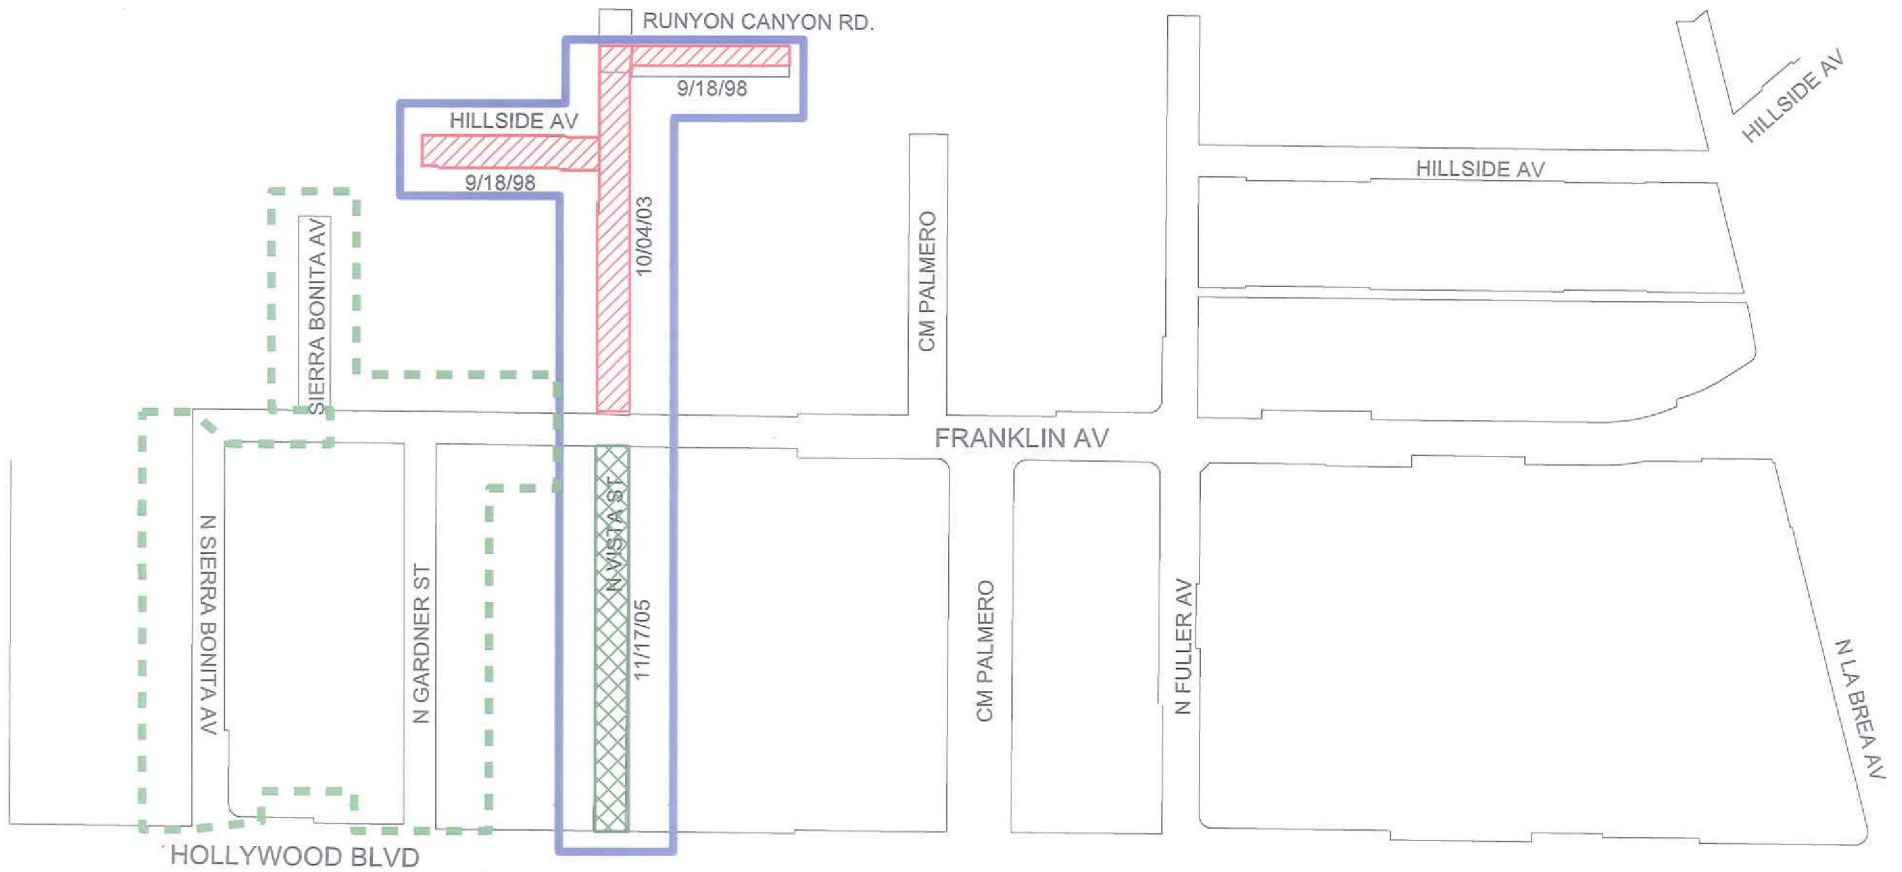 RUNYON CANYON RD.
9/18/98
HILLSIDE AV
9/18/98
HILLSIDE AV
HILLSIDE AV
10/04/03
SIERRA BONITA AV
CM PALMERO
FRANKLIN AV
N VISTA ST
11/17/05
N SIERRA BONITA AV
N GARDNER ST
CM PALMERO
N FULLER AV
N LA BREA AV
HOLLYWOOD BLVD